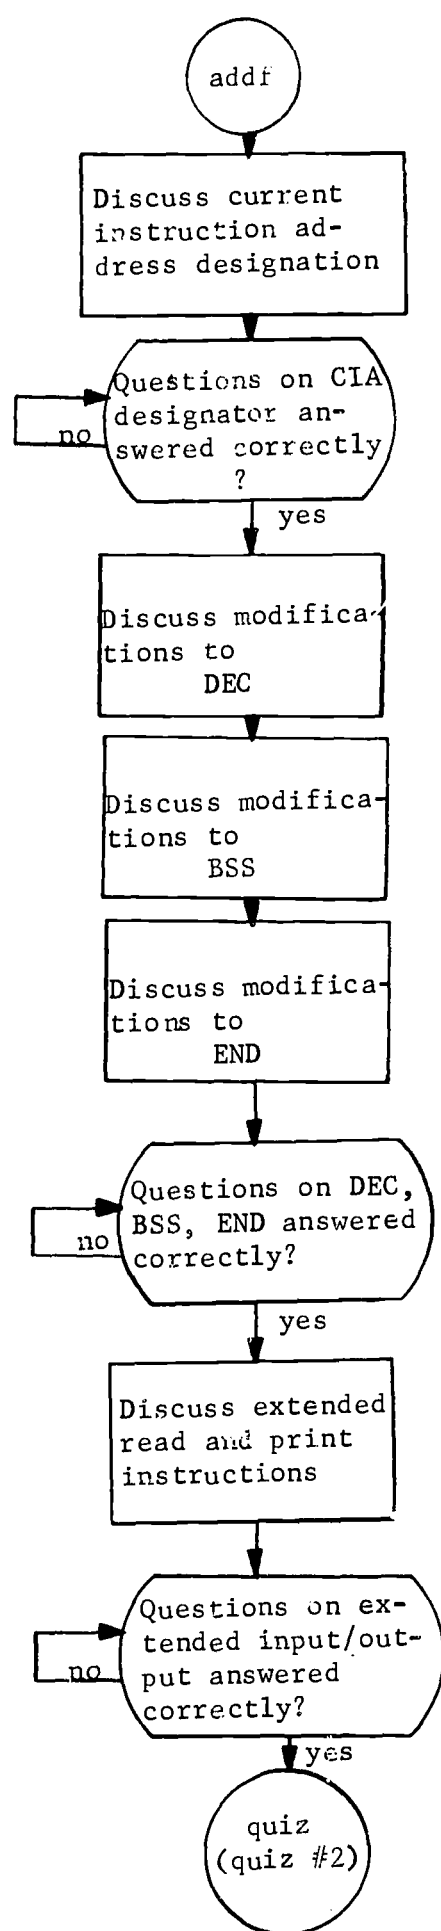 addf
Discuss current
instruction ad-
dress designation
Questions on CIA
designator an-
swered correctly
?
no
yes
Discuss modifica-
tions to
DEC
Discuss modifica-
tions to
BSS
Discuss modifica-
tions to
END
Questions on DEC,
BSS, END answered
correctly?
no
yes
Discuss extended
read and print
instructions
Questions on ex-
tended input/out-
put answered
correctly?
no
yes
quiz
(quiz #2)